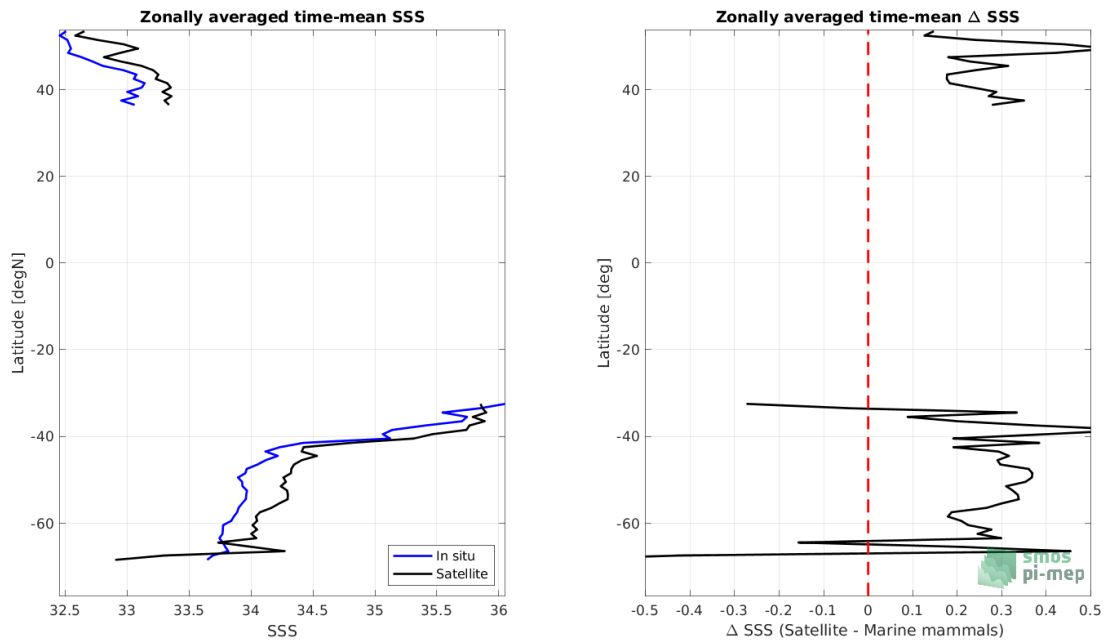 Zonally averaged time-mean SSS
Latitude [degN]
40
20
0
-20
-40
-60
32.5 33 33.5 34 34.5 35 35.5 36
SSS
In situ
Satellite
Zonally averaged time-mean Δ SSS
Latitude [deg]
40
20
0
-20
-40
-60
-0.5 -0.4 -0.3 -0.2 -0.1 0 0.1 0.2 0.3 0.4 0.5
Δ SSS (Satellite - Marine mammals)
smos
pi-mep